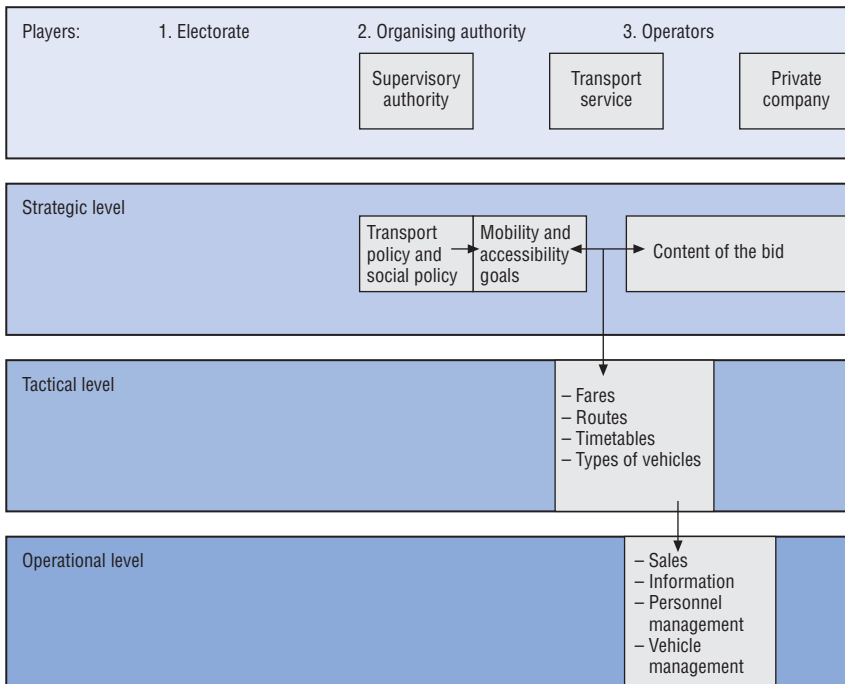 Players: 1. Electorate 2. Organising authority 3. Operators
Supervisory
authority
Transport
service
Private
company
Strategic level
Transport
policy and
social policy
Mobility and
accessibility
goals
Content of the bid
Tactical level
– Fares
– Routes
– Timetables
– Types of vehicles
Operational level
– Sales
– Information
– Personnel
management
– Vehicle
management